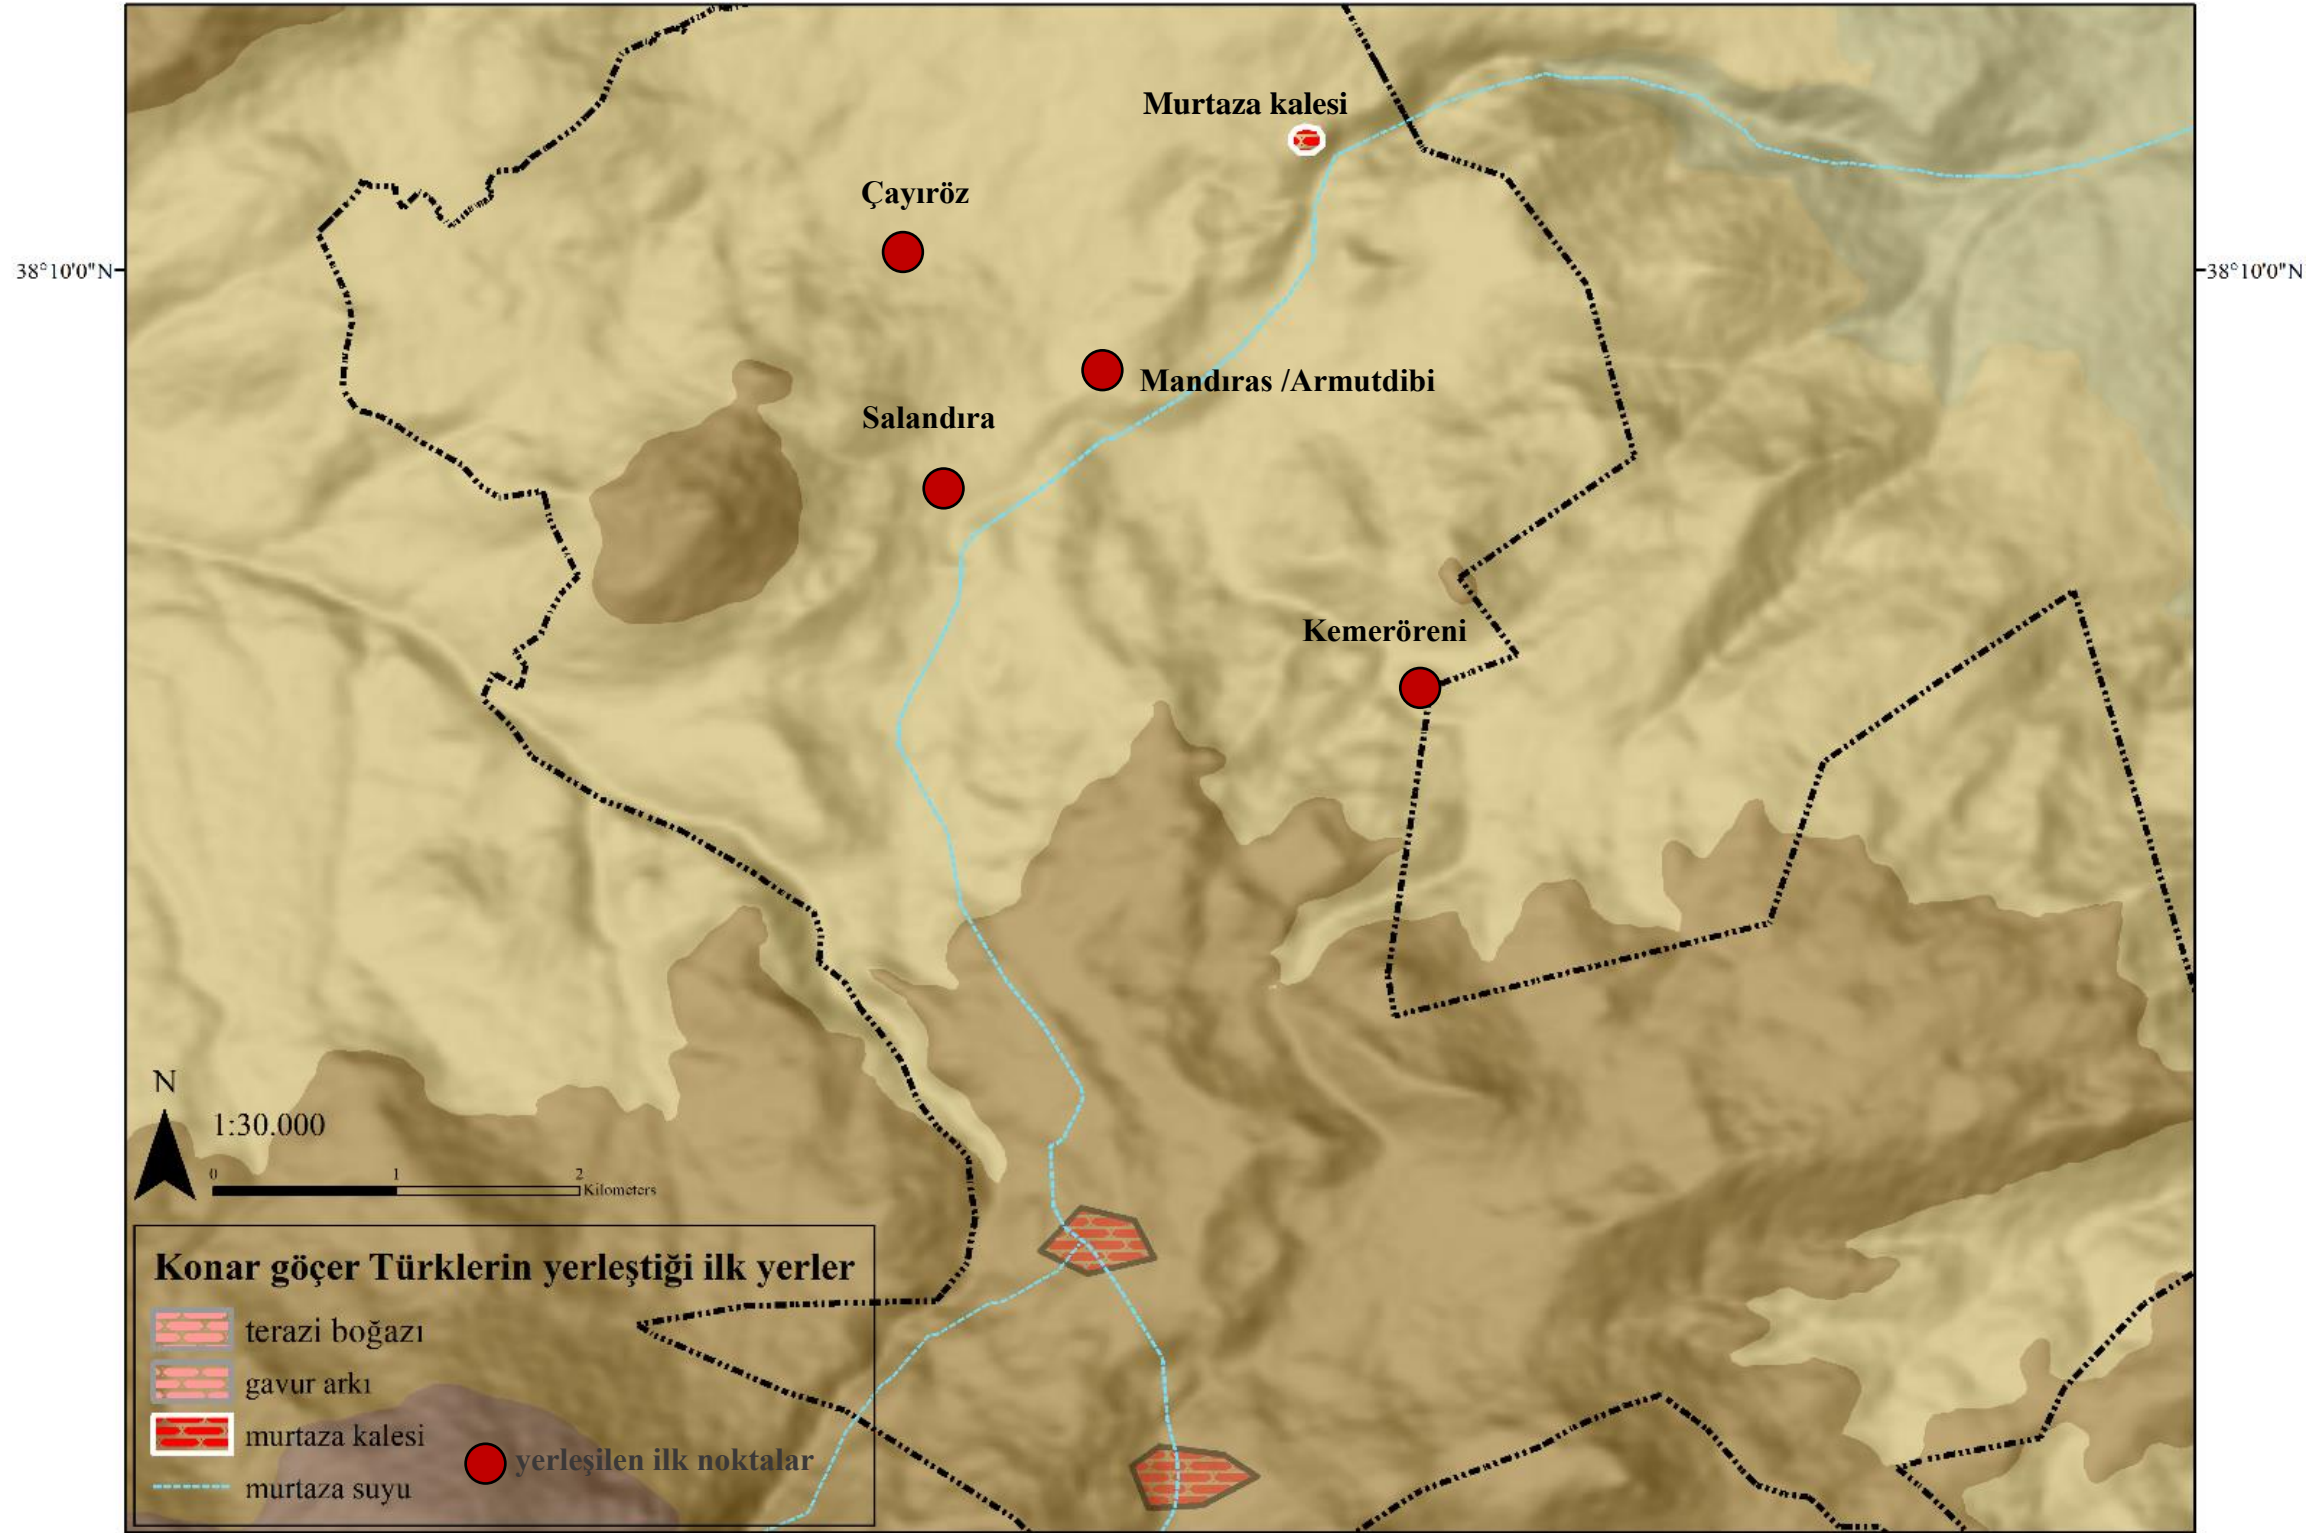 Murtaza kalesi
Çayıröz
38°10'0"N
38°10'0"N
Mandıras /Armutdibi
Salandıra
Kemeröreni
N
1:30.000
0 1 2
Kilometers
Konar göçer Türklerin yerleştiği ilk yerler
terazi boğazı
gavur arkı
murtaza kalesi
yerleşilen ilk noktalar
murtaza suyu